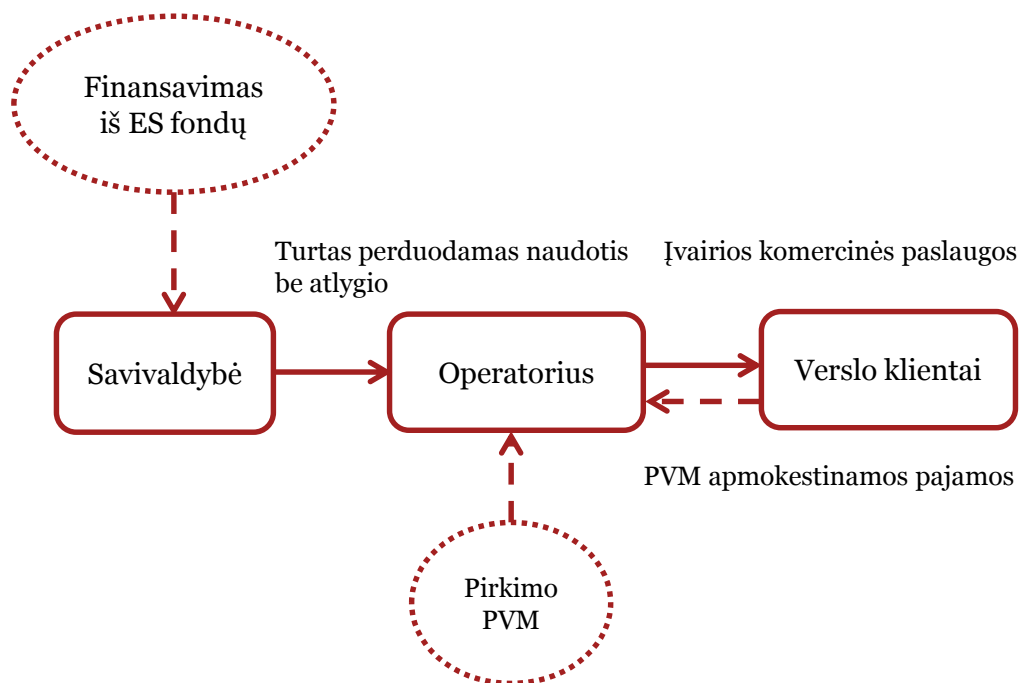 Finansavimas
iš ES fondų
Turtas perduodamas naudotis
be atlygio
Įvairios komercinės paslaugos
Savivaldybė
Operatorius
Verslo klientai
PVM apmokestinamos pajamos
Pirkimo
PVM